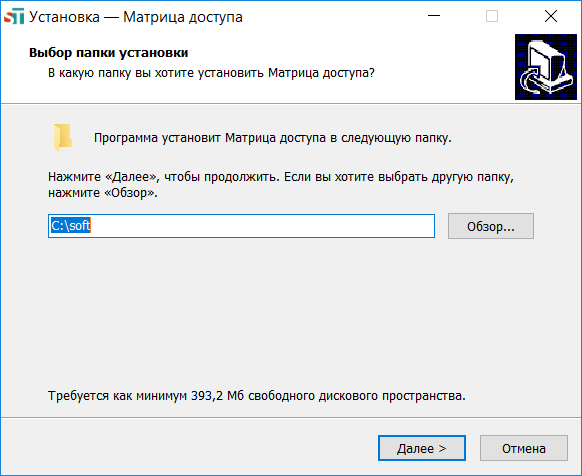 Установка — Матрица доступа
Выбор папки установки
В какую папку вы хотите установить Матрица доступа?
Программа установит Матрица доступа в следующую папку.
Нажмите «Далее», чтобы продолжить. Если вы хотите выбрать другую папку,
нажмите «Обзор».
C:\soft
Обзор...
Требуется как минимум 393,2 Мб свободного дискового пространства.
Далее >
Отмена